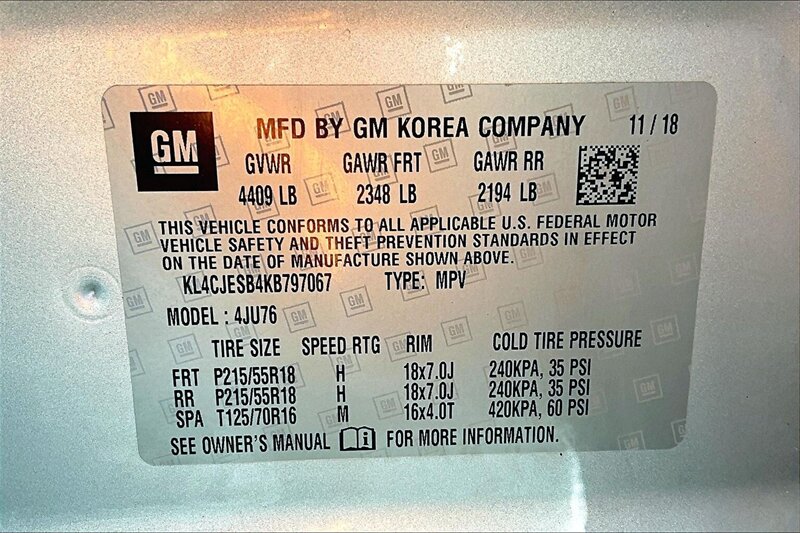 GM MFD BY GM KOREA COMPANY 11/18
GVWR GAWR FRT GAWR RR
4409 LB 2348 LB 2194 LB
THIS VEHICLE CONFORMS TO ALL APPLICABLE U.S. FEDERAL MOTOR
VEHICLE SAFETY AND THEFT PREVENTION STANDARDS IN EFFECT
ON THE DATE OF MANUFACTURE SHOWN ABOVE.
KL4CJESB4KB797067 TYPE: MPV
MODEL : 4JU76
TIRE SIZE SPEED RTG RIM COLD TIRE PRESSURE
FRT P215/55R18 H 18x7.0J 240KPA, 35 PSI
RR P215/55R18 H 18x7.0J 240KPA, 35 PSI
SPA T125/70R16 M 16x4.0T 420KPA, 60 PSI
SEE OWNER'S MANUAL FOR MORE INFORMATION.